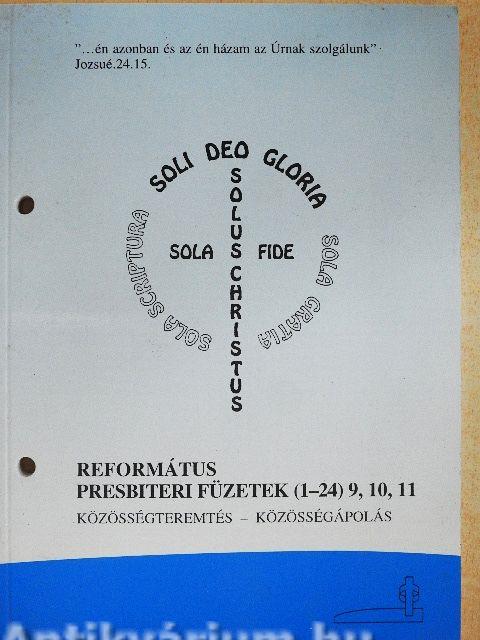 "...én azonban és az én házam az Úrnak szolgálunk"
Jozsué.24.15.
SOLI DEO GLORIA
SOLUS CHRISTUS
SOLA FIDE
SOLA SCRIPTURA
SOLA GRATIA
REFORMÁTUS
PRESBITERI FÜZETEK (1–24) 9, 10, 11
KÖZÖSSÉGTEREMTÉS – KÖZÖSSÉGÁPOLÁS
Antikvárium.hu